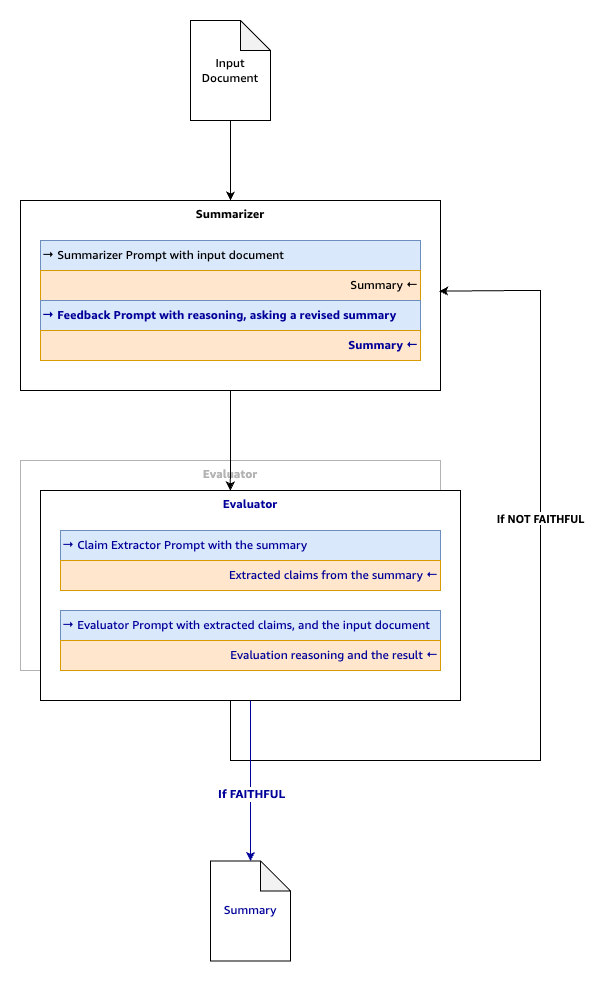 Input
Document
Summarizer
→ Summarizer Prompt with input document
Summary ←
→ Feedback Prompt with reasoning, asking a revised summary
Summary ←
Evaluator
Evaluator
→ Claim Extractor Prompt with the summary
If NOT FAITHFUL
Extracted claims from the summary ←
→ Evaluator Prompt with extracted claims, and the input document
Evaluation reasoning and the result ←
If FAITHFUL
Summary